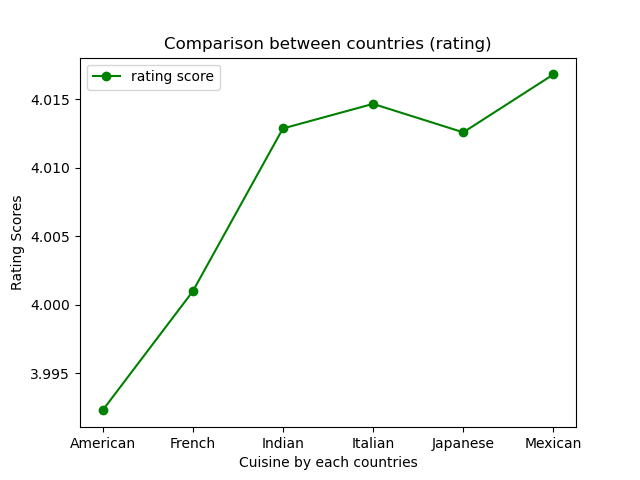 Comparison between countries (rating)
rating score
4.015
4.010
4.005
4.000
3.995
Rating Scores
American French Indian Italian Japanese Mexican
Cuisine by each countries